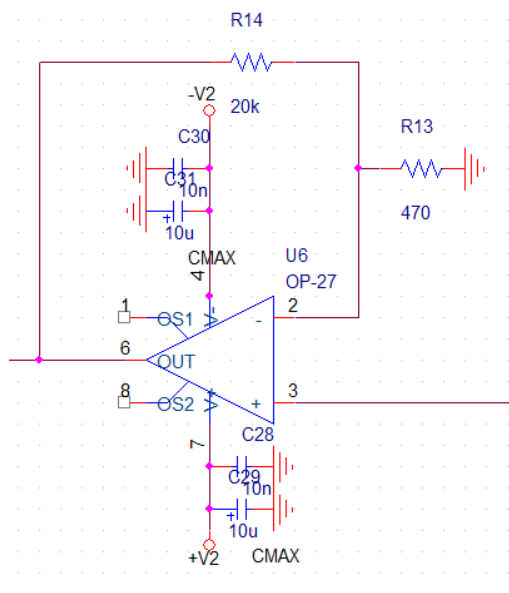 R14
-V2
20k
C30
R13
C31
10n
470
+
10u
CMAX
U6
4
OP-27
1
2
OS1
V-
-
6
OUT
8
3
OS2
V+
+
C28
7
C29
10n
+
10u
+V2
CMAX